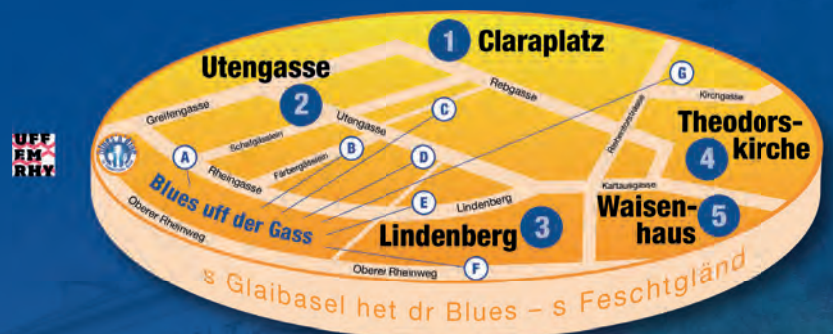 1 Claraplatz
Utengasse
2
G
Greifengasse
Rebgasse
Kirchgasse
C
Utengasse
Schafgässlein
B
Theodors-
kirche
4
UFF
EM
RHY
A
Rheingasse
Färbergässlein
D
Kartausgasse
Blues uff der Gass
E
Lindenberg
Waisen-
haus
5
Oberer Rheinweg
Lindenberg 3
F
Oberer Rheinweg
s Glaibasel het dr Blues – s Feschtgländ